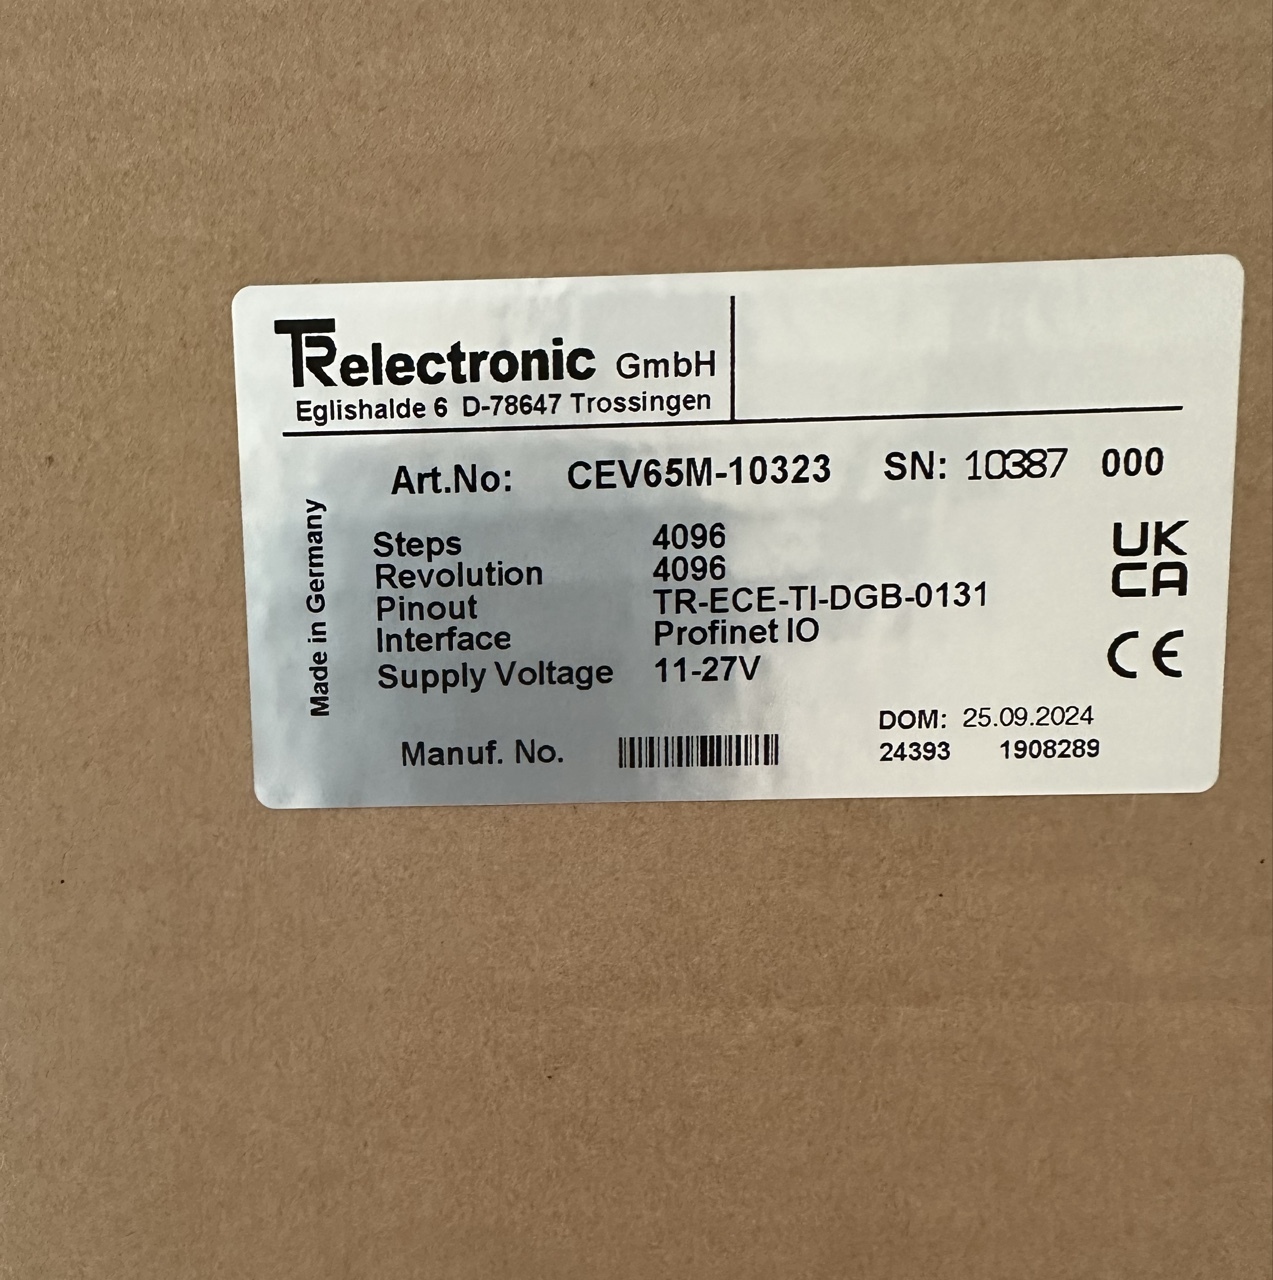 TRelectronic GmbH
Eglishalde 6 D-78647 Trossingen
Art.No: CEV65M-10323 SN: 10387 000
Made in Germany
Steps 4096
Revolution 4096
Pinout TR-ECE-TI-DGB-0131
Interface Profinet IO
Supply Voltage 11-27V
UK
CA
CE
DOM: 25.09.2024
Manuf. No. 24393 1908289